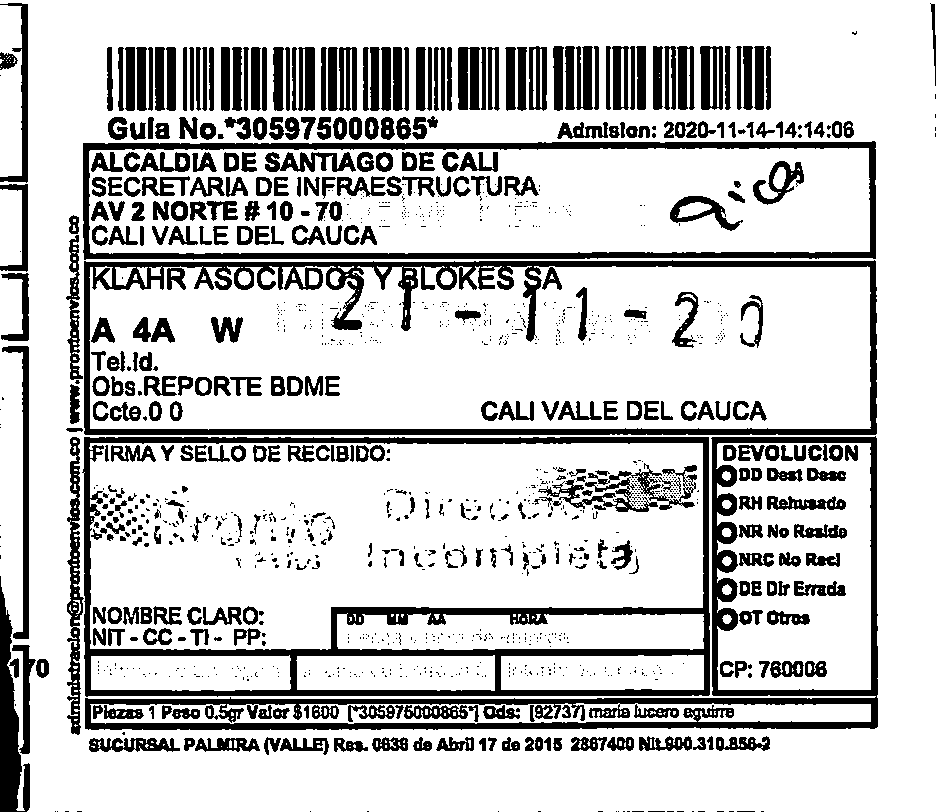 Guia No.*305975000865*
Admision: 2020-11-14-14:14:06
ALCALDIA DE SANTIAGO DE CALI
SECRETARIA DE INFRAESTRUCTURA
AV 2 NORTE # 10 - 70
CALI VALLE DEL CAUCA
KLAHR ASOCIADOS Y BLOKES SA
21 - 11 - 20
A 4A W
Tel.Id.
Obs.REPORTE BDME
Ccte.0 0
CALI VALLE DEL CAUCA
www.prontoenvios.com.co
administracion@prontoenvios.com.co
FIRMA Y SELLO DE RECIBIDO:
Pronto
Dirección
Incompleta
NOMBRE CLARO:
NIT - CC - TI - PP:
DD MM AA HORA
DEVOLUCION
DD Dest Desc
RH Rehusado
NR No Reside
NRC No Recl
DE Dir Errada
OT Otros
CP: 760006
170
Piezas 1 Peso 0.5gr Valor $1600 [*305975000865*] Ods: [92737] maria lucero aguirre
SUCURSAL PALMIRA (VALLE) Res. 0636 de Abril 17 de 2015 2867400 Nit.900.310.856-2